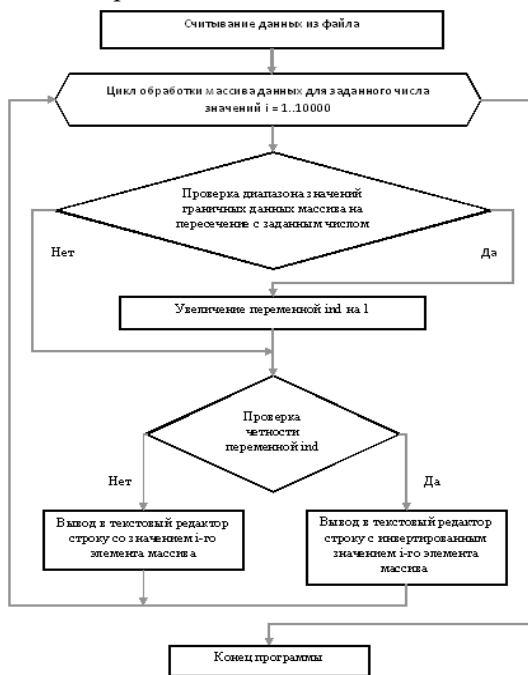 Считывание данных из файла
Цикл обработки массива данных для заданного числа
значений i = 1..10000
Проверка диапазона значений
граничных данных массива на
пересечение с заданным числом
Нет
Да
Увеличение переменной ind на 1
Проверка
четности
переменной ind
Нет
Да
Вывод в текстовый редактор
строку со значением i-го
элемента массива
Вывод в текстовый редактор
строку с инвертированным
значением i-го элемента
массива
Конец программы